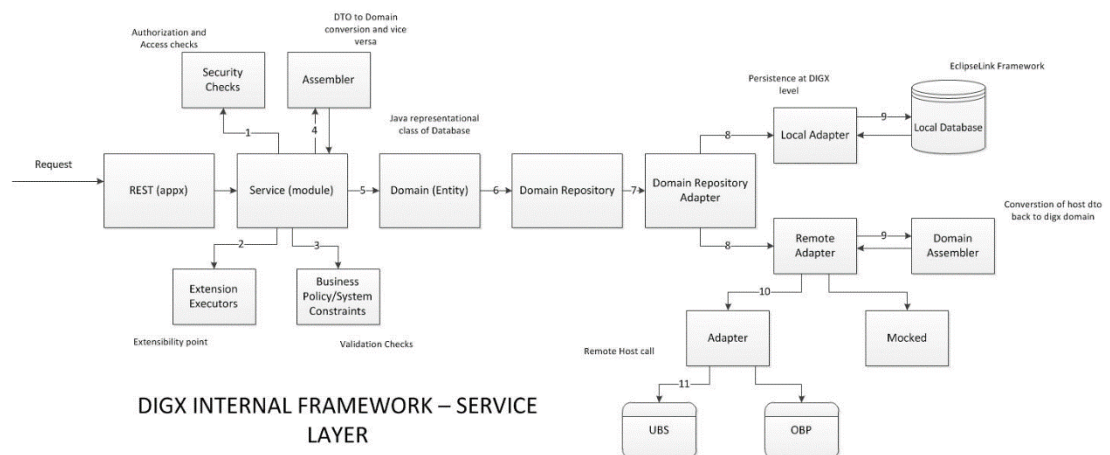 DTO to Domain
conversion and vice
versa
Authorization and
Access checks
Security
Checks
Assembler
1
4
Java representational
class of Database
Persistence at DIGX
level
EclipseLink Framework
Local Adapter
9
Local Database
8
Request
REST (appx)
Service (module)
5
Domain (Entity)
6
Domain Repository
7
Domain Repository
Adapter
Converstion of host dto
back to digx domain
8
Remote
Adapter
9
Domain
Assembler
2
3
Extension
Executors
Business
Policy/System
Constraints
Extensibility point
Validation Checks
10
Adapter
Mocked
Remote Host call
11
UBS
OBP
DIGX INTERNAL FRAMEWORK – SERVICE
LAYER